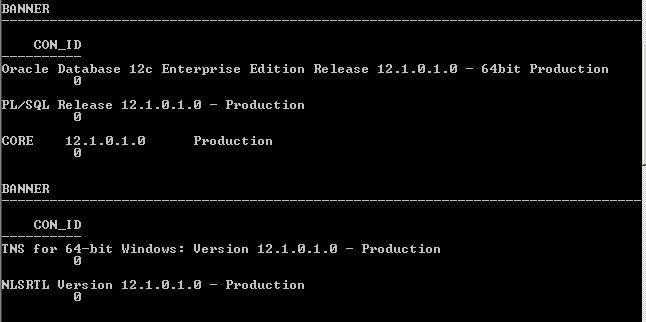 BANNER
--------------------------------------------------------------------------------
    CON_ID
----------
Oracle Database 12c Enterprise Edition Release 12.1.0.1.0 - 64bit Production
         0
PL/SQL Release 12.1.0.1.0 - Production
         0
CORE    12.1.0.1.0      Production
         0
BANNER
--------------------------------------------------------------------------------
    CON_ID
----------
TNS for 64-bit Windows: Version 12.1.0.1.0 - Production
         0
NLSRTL Version 12.1.0.1.0 - Production
         0